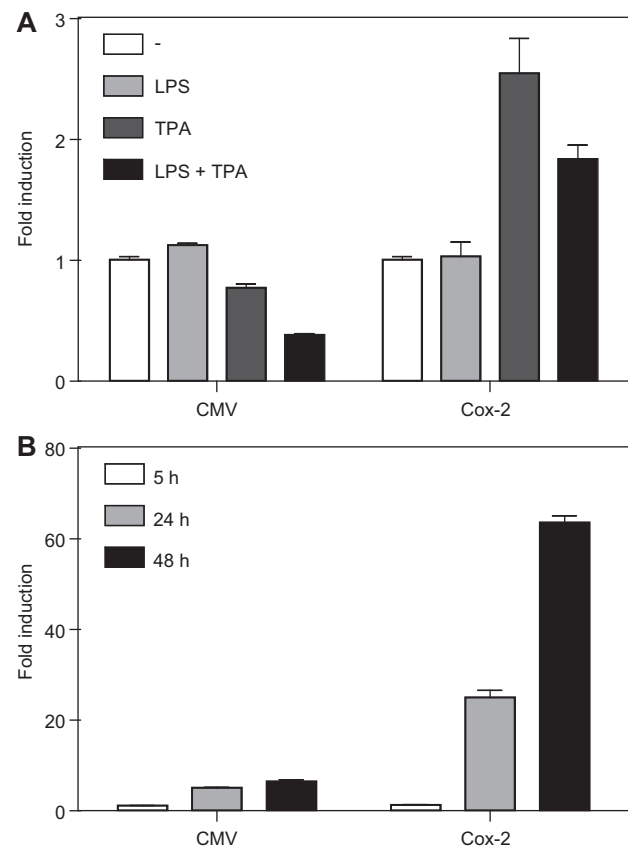 A
3
2
1
0
Fold induction
-
LPS
TPA
LPS + TPA
CMV
Cox-2
B
80
60
40
20
0
Fold induction
5 h
24 h
48 h
CMV
Cox-2